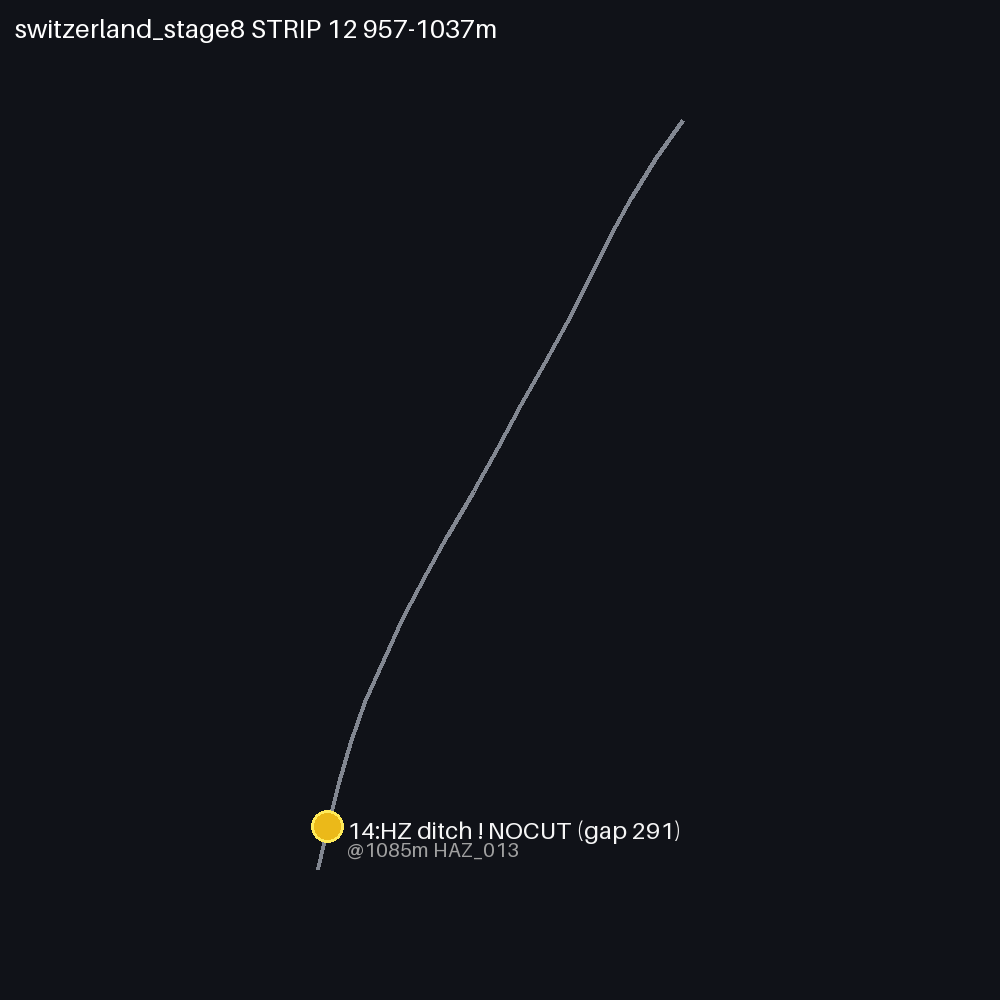 switzerland_stage8 STRIP 12 957-1037m
14:HZ ditch ! NOCUT (gap 291)
@1085m HAZ_013